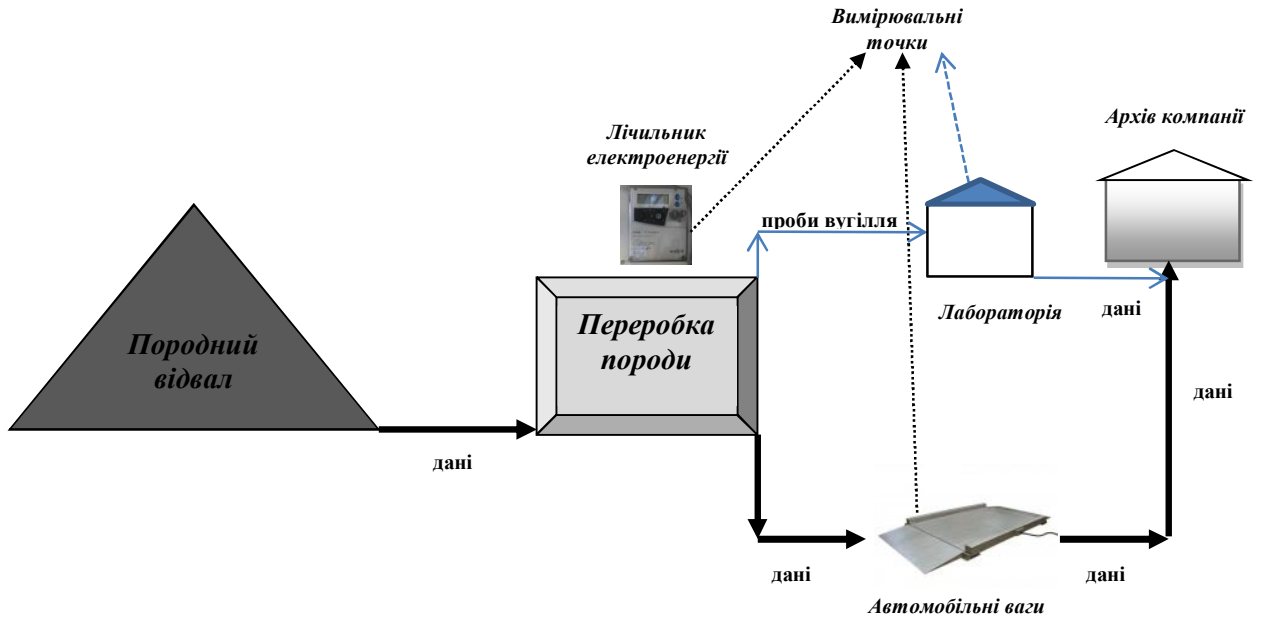 Вимірювальні
точки
Лічильник
електроенергії
Архів компанії
проби вугілля
Лабораторія
дані
Породний
відвал
Переробка
породи
дані
дані
дані
дані
Автомобільні ваги